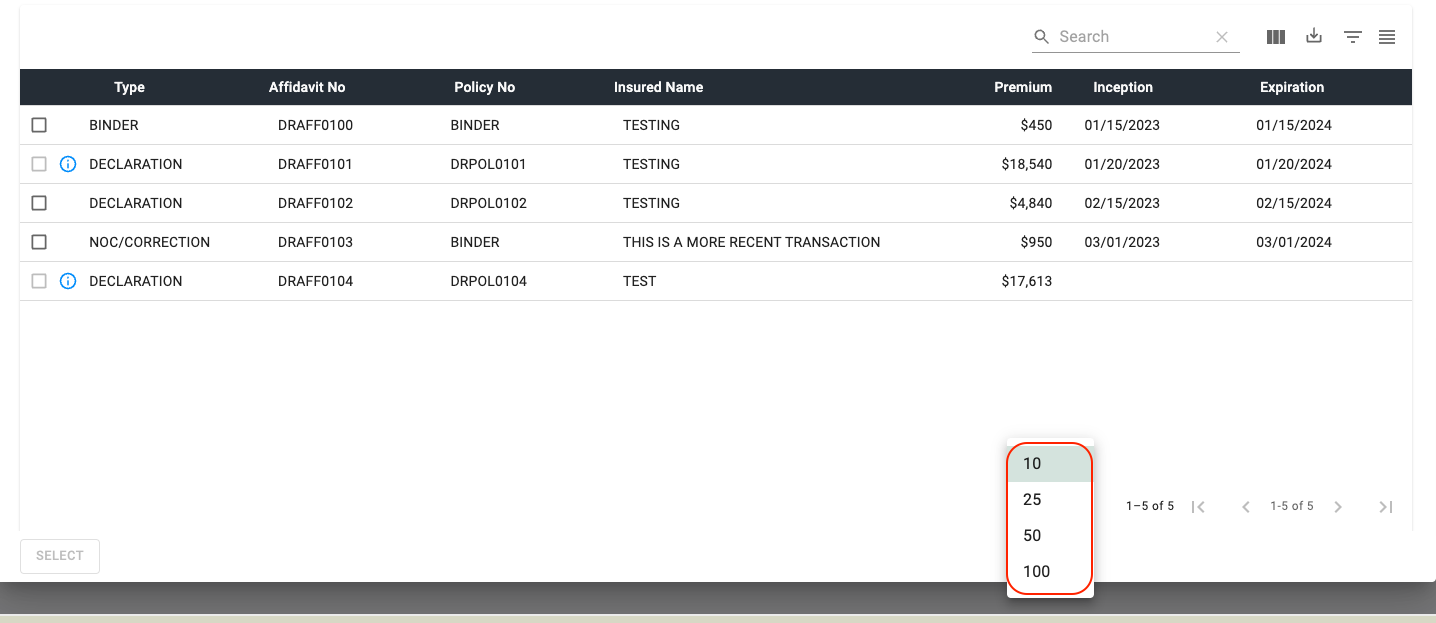 Search
Type Affidavit No Policy No Insured Name Premium Inception Expiration
BINDER DRAFF0100 BINDER TESTING $450 01/15/2023 01/15/2024
DECLARATION DRAFF0101 DRPOL0101 TESTING $18,540 01/20/2023 01/20/2024
DECLARATION DRAFF0102 DRPOL0102 TESTING $4,840 02/15/2023 02/15/2024
NOC/CORRECTION DRAFF0103 BINDER THIS IS A MORE RECENT TRANSACTION $950 03/01/2023 03/01/2024
DECLARATION DRAFF0104 DRPOL0104 TEST $17,613
10
25
1–5 of 5 1-5 of 5
50
SELECT
100